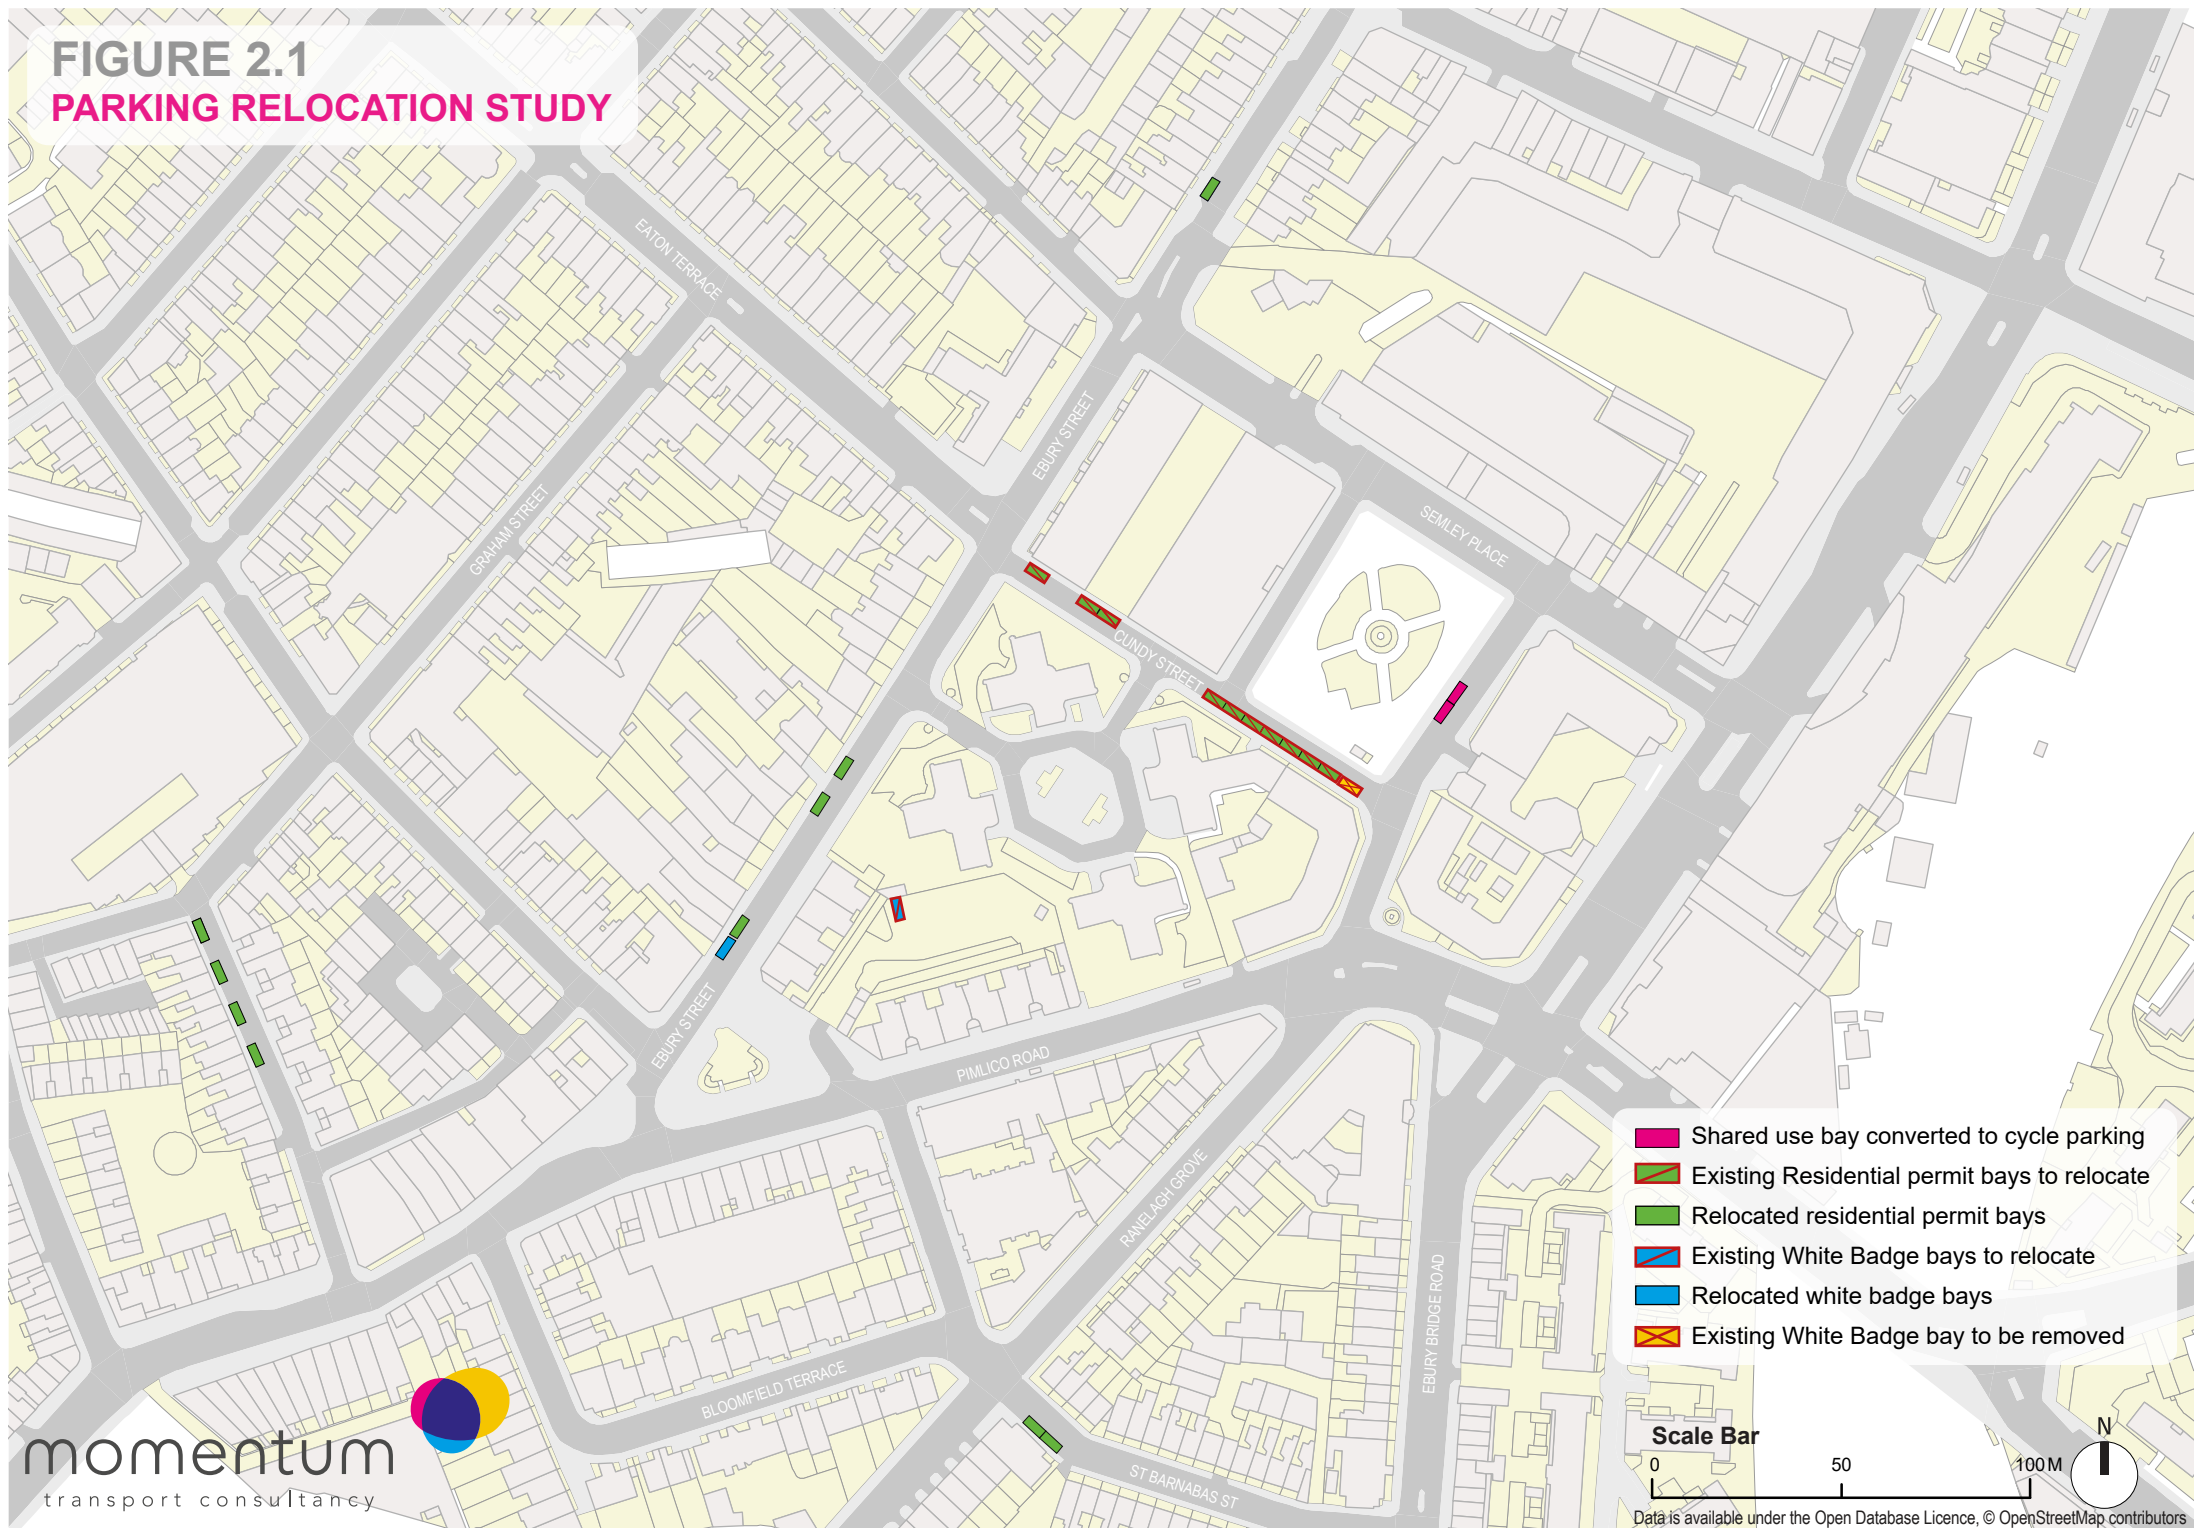 FIGURE 2.1
PARKING RELOCATION STUDY
EATON TERRACE
EBURY STREET
GRAHAM STREET
SEMLEY PLACE
CUNDY STREET
EBURY STREET
PIMLICO ROAD
RANELAGH GROVE
EBURY BRIDGE ROAD
BLOOMFIELD TERRACE
ST BARNABAS ST
Shared use bay converted to cycle parking
Existing Residential permit bays to relocate
Relocated residential permit bays
Existing White Badge bays to relocate
Relocated white badge bays
Existing White Badge bay to be removed
momentum
transport consultancy
Scale Bar
N
0 50 100M
Data is available under the Open Database Licence, © OpenStreetMap contributors